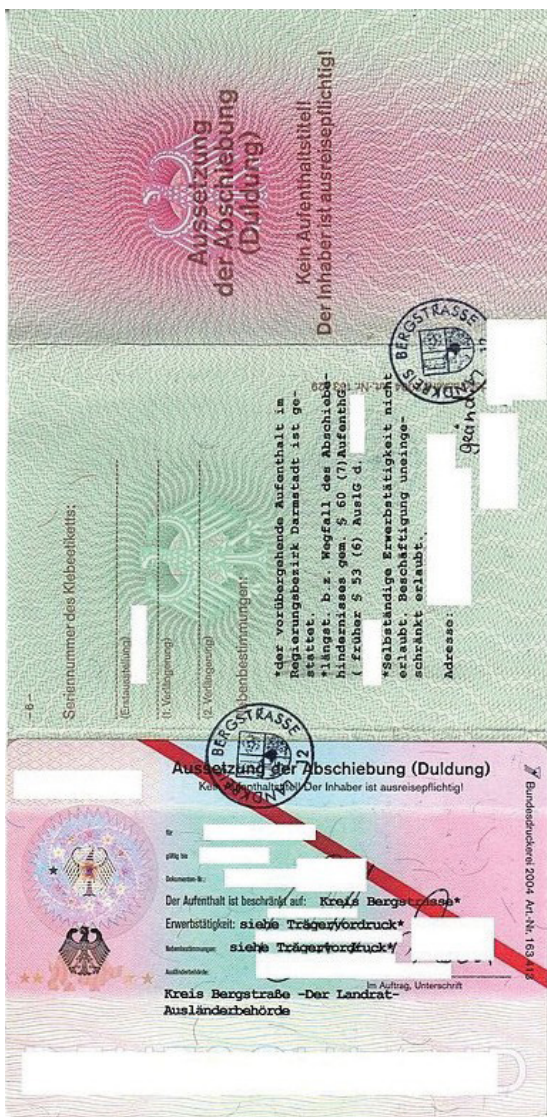 Aussetzung
der Abschiebung
(Duldung)
Kein Aufenthaltstitel!
Der Inhaber ist ausreisepflichtig!
-6-
Seriennummer des Klebeetiketts:
(Erstausstellung)
(1. Verlängerung)
(2. Verlängerung)
Nebenbestimmungen:
*der vorübergehende Aufenthalt im
Regierungsbezirk Darmstadt ist ge-
stattet.
*längst. b.z. Wegfall des Abschiebe-
hindernisses gem. § 60 (7)AufenthG
( früher § 53 (6) AuslG d.
*Selbständige Erwerbstätigkeit nicht
erlaubt. Beschäftigung uneinge-
schränkt erlaubt.
Adresse:
LANDKREIS BERGSTRASSE
12
LANDKREIS BERGSTRASSE
12
Aussetzung der Abschiebung (Duldung)
Kein Aufenthaltstitel! Der Inhaber ist ausreisepflichtig!
für
gültig bis
Dokumenten-Nr.:
Der Aufenthalt ist beschränkt auf: Kreis Bergstrasse*
Erwerbstätigkeit: siehe Trägervordruck*
Nebenbestimmungen: siehe Trägervordruck*
Ausländerbehörde:
Im Auftrag, Unterschrift
Kreis Bergstraße -Der Landrat-
Ausländerbehörde
Bundesdruckerei 2004 Art.-Nr. 163 413